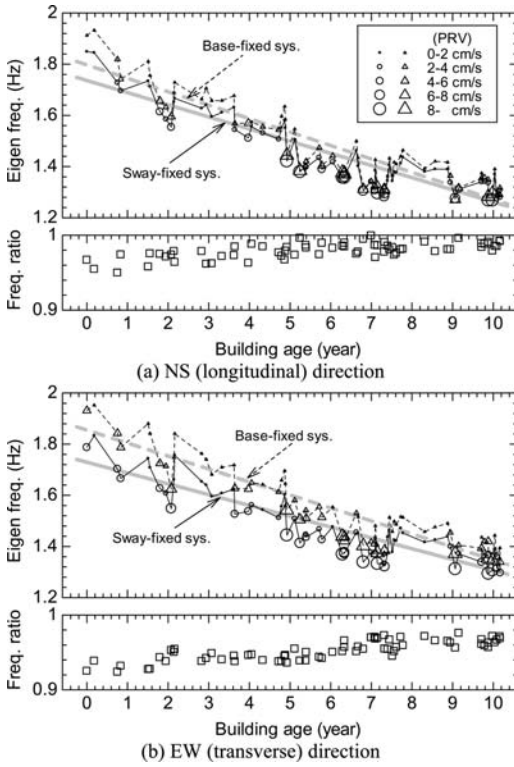 2
(PRV)
0-2 cm/s
2-4 cm/s
4-6 cm/s
6-8 cm/s
8- cm/s
Base-fixed sys.
1.8
1.6
1.4
1.2
Eigen freq. (Hz)
Sway-fixed sys.
1
0.9
Freq. ratio
0 1 2 3 4 5 6 7 8 9 10
Building age (year)
(a) NS (longitudinal) direction
2
1.8
1.6
1.4
1.2
Eigen freq. (Hz)
Base-fixed sys.
Sway-fixed sys.
1
0.9
Freq. ratio
0 1 2 3 4 5 6 7 8 9 10
Building age (year)
(b) EW (transverse) direction